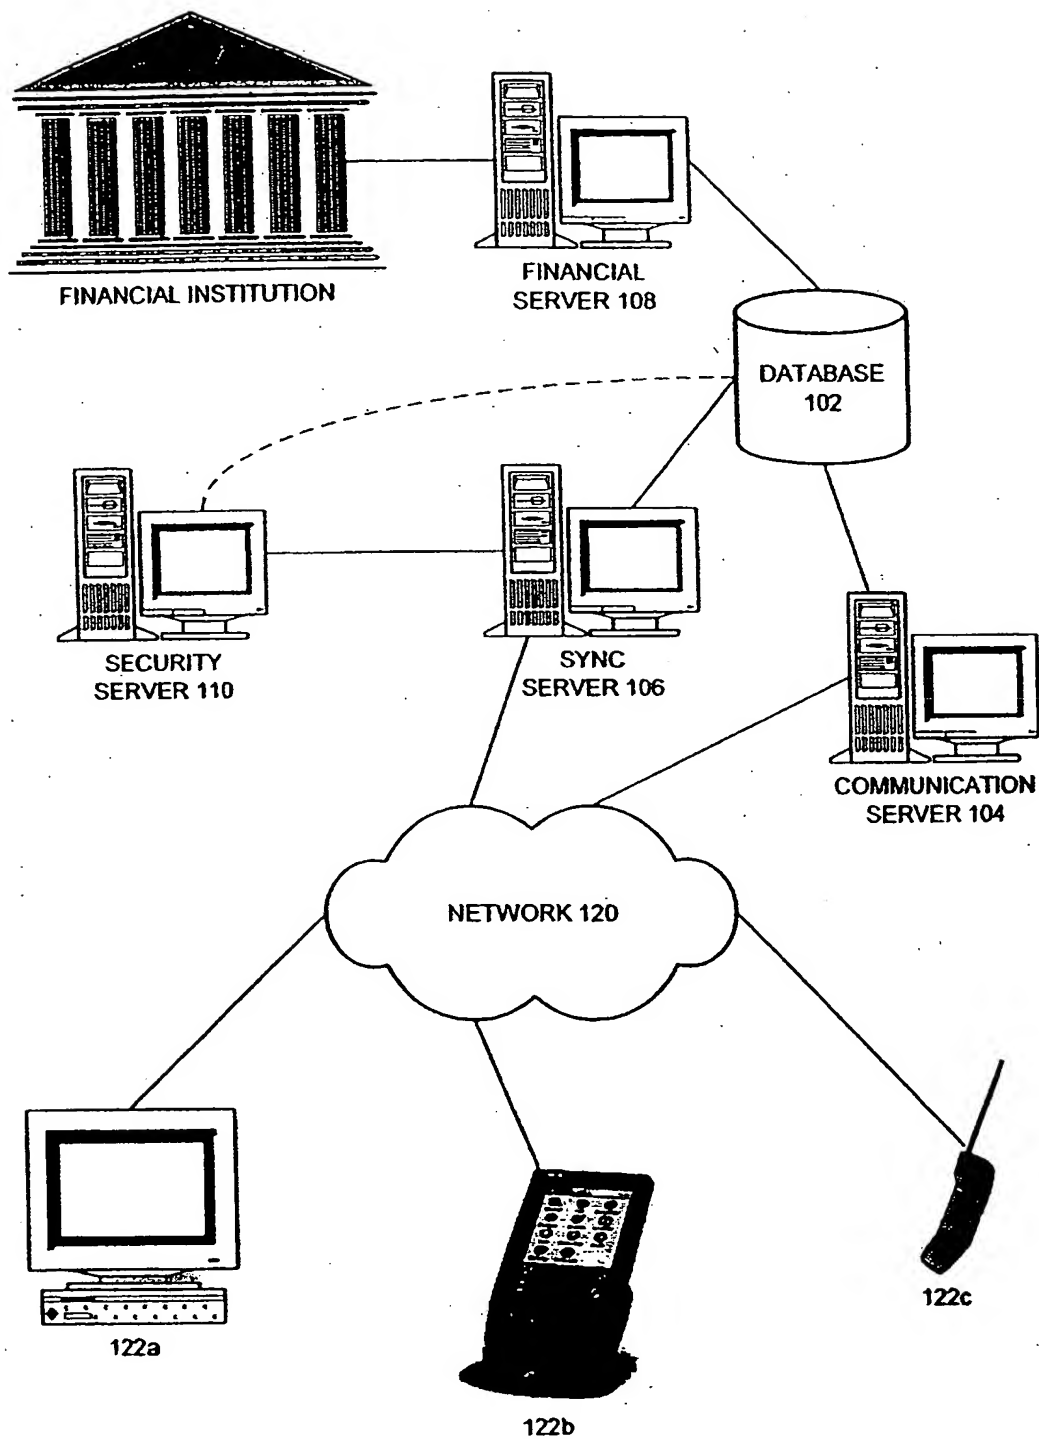 FINANCIAL INSTITUTION
FINANCIAL
SERVER 108
DATABASE
102
SECURITY
SERVER 110
SYNC
SERVER 106
COMMUNICATION
SERVER 104
NETWORK 120
122a
122b
122c